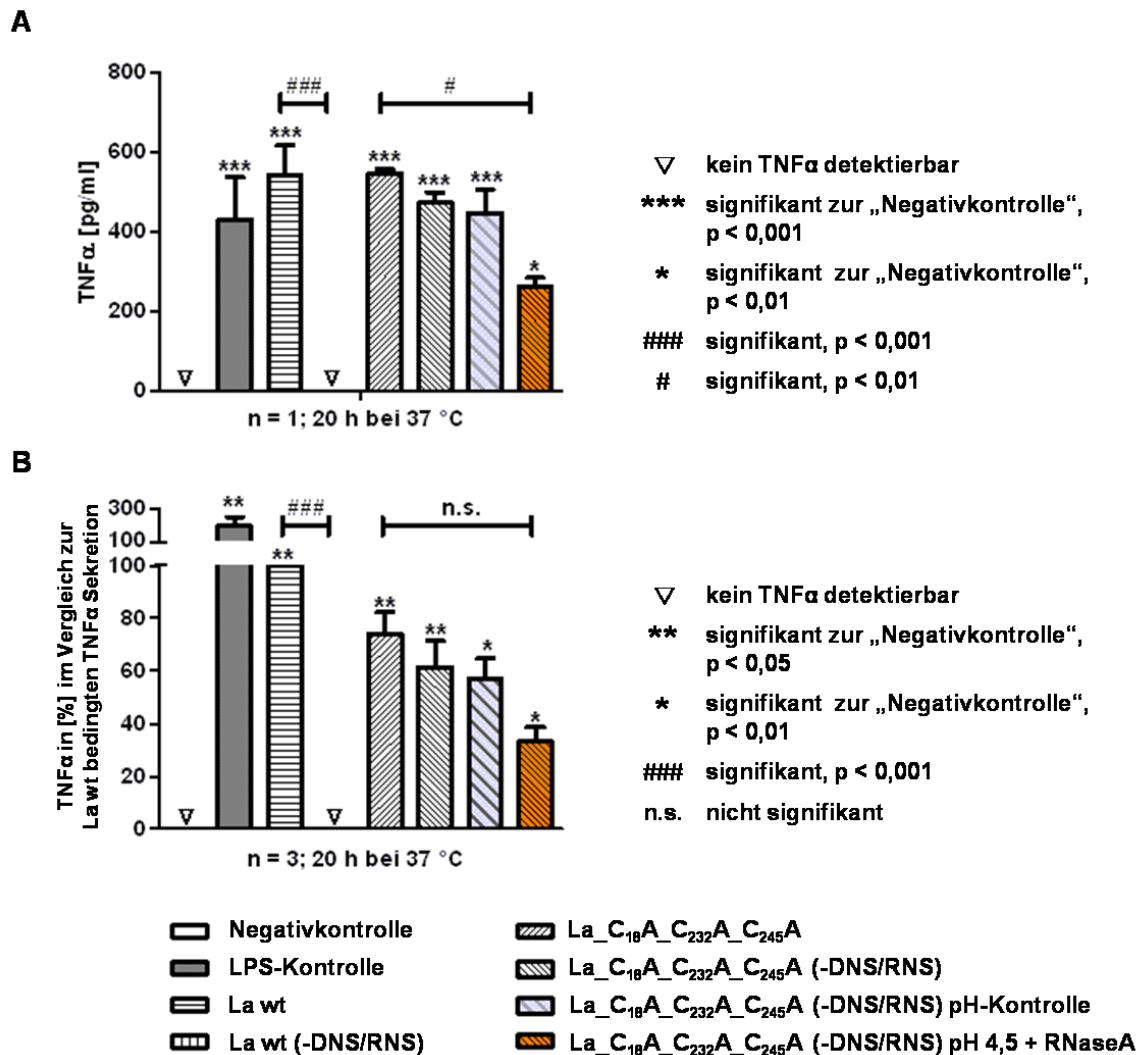 A
800
600
400
200
0
TNFα [pg/ml]
***
***
###
***
***
***
*
#
n = 1; 20 h bei 37 °C
▽ kein TNFα detektierbar
*** signifikant zur „Negativkontrolle“,
p < 0,001
* signifikant zur „Negativkontrolle“,
p < 0,01
### signifikant, p < 0,001
# signifikant, p < 0,01
B
300
100
100
80
60
40
20
0
TNFα in [%] im Vergleich zur
La wt bedingten TNFα Sekretion
**
**
###
**
**
*
*
n.s.
n = 3; 20 h bei 37 °C
▽ kein TNFα detektierbar
** signifikant zur „Negativkontrolle“,
p < 0,05
* signifikant zur „Negativkontrolle“,
p < 0,01
### signifikant, p < 0,001
n.s. nicht signifikant
Negativkontrolle
LPS-Kontrolle
La wt
La wt (-DNS/RNS)
La_C₁₈A_C₂₃₂A_C₂₄₅A
La_C₁₈A_C₂₃₂A_C₂₄₅A (-DNS/RNS)
La_C₁₈A_C₂₃₂A_C₂₄₅A (-DNS/RNS) pH-Kontrolle
La_C₁₈A_C₂₃₂A_C₂₄₅A (-DNS/RNS) pH 4,5 + RNaseA